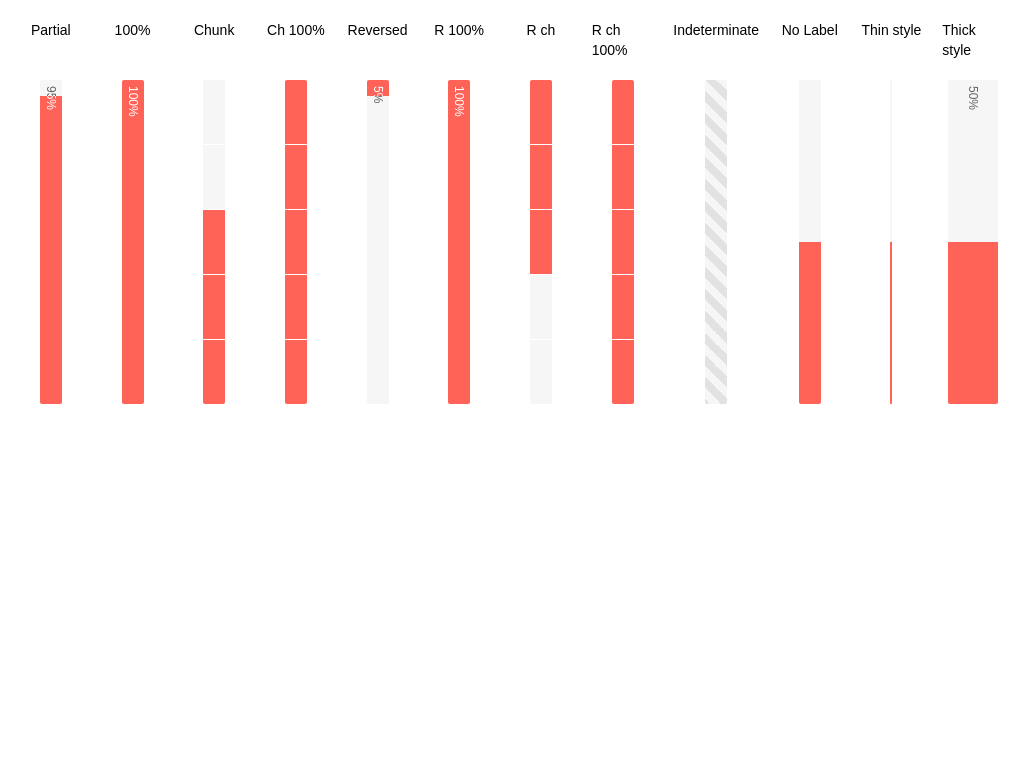 Partial
100%
Chunk
Ch 100%
Reversed
R 100%
R ch
R ch
100%
Indeterminate
No Label
Thin style
Thick
style
95%
100%
5%
100%
50%